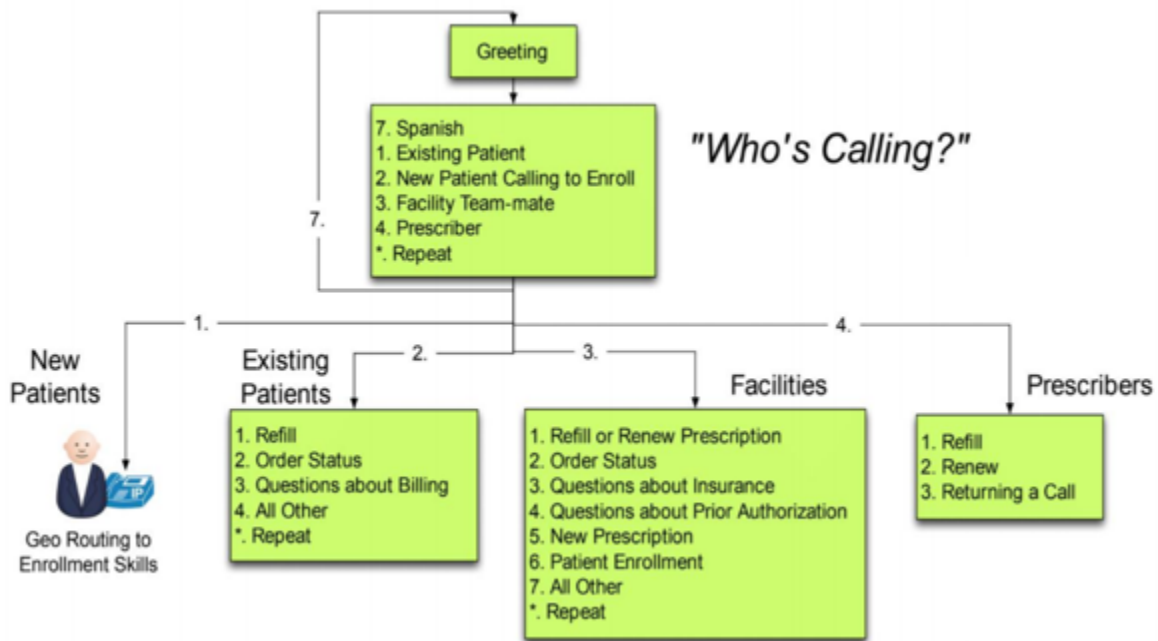 Greeting
7. Spanish
1. Existing Patient
2. New Patient Calling to Enroll
3. Facility Team-mate
4. Prescriber
*. Repeat
"Who's Calling?"
7.
1.
4.
2.
3.
New
Patients
Geo Routing to
Enrollment Skills
IP
Existing
Patients
1. Refill
2. Order Status
3. Questions about Billing
4. All Other
*. Repeat
Facilities
1. Refill or Renew Prescription
2. Order Status
3. Questions about Insurance
4. Questions about Prior Authorization
5. New Prescription
6. Patient Enrollment
7. All Other
*. Repeat
Prescribers
1. Refill
2. Renew
3. Returning a Call